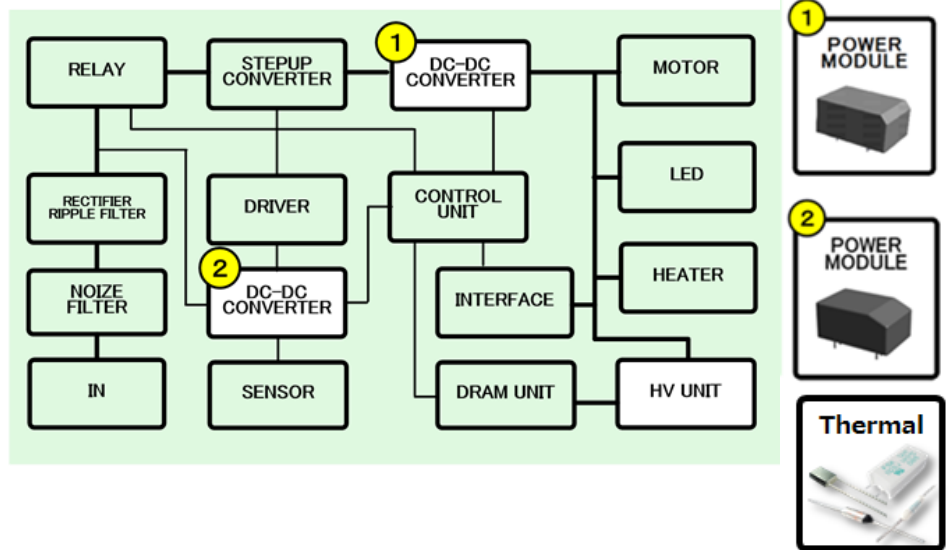 RELAY
STEPUP
CONVERTER
1
DC-DC
CONVERTER
MOTOR
RECTIFIER
RIPPLE FILTER
DRIVER
CONTROL
UNIT
LED
NOIZE
FILTER
2
DC-DC
CONVERTER
INTERFACE
HEATER
IN
SENSOR
DRAM UNIT
HV UNIT
1
POWER
MODULE
2
POWER
MODULE
Thermal